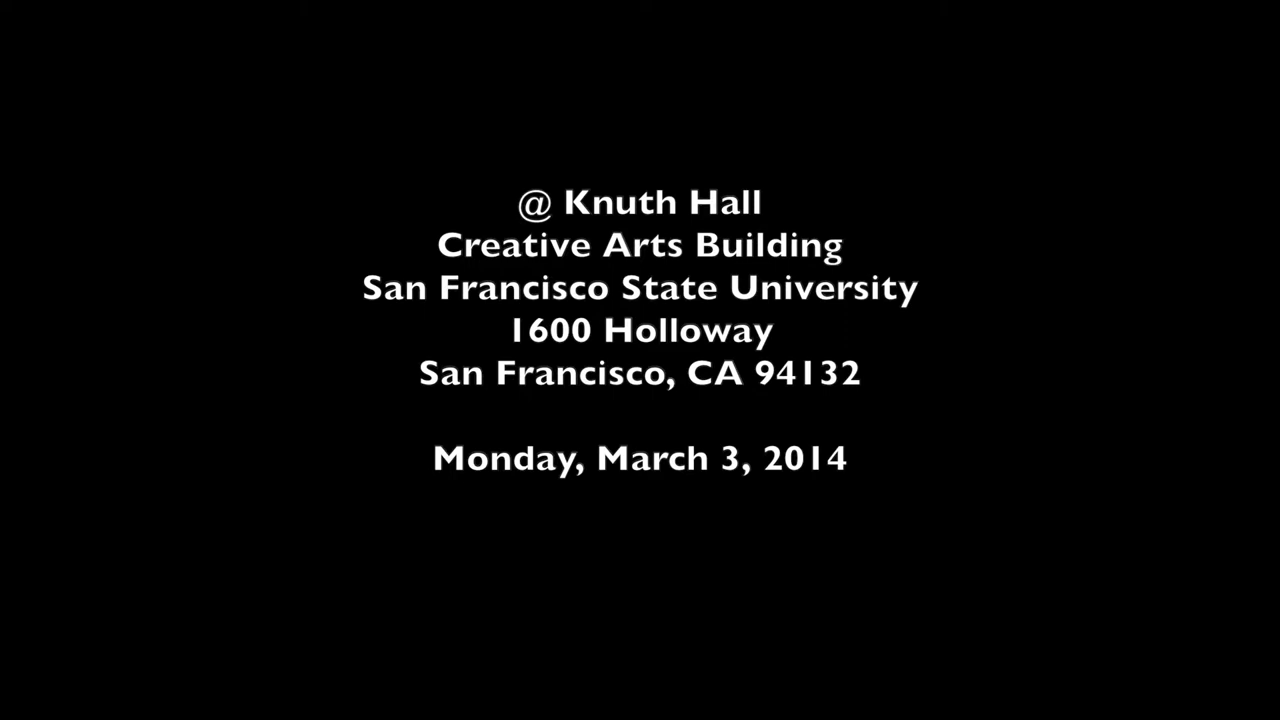 @ Knuth Hall
Creative Arts Building
San Francisco State University
1600 Holloway
San Francisco, CA 94132
Monday, March 3, 2014